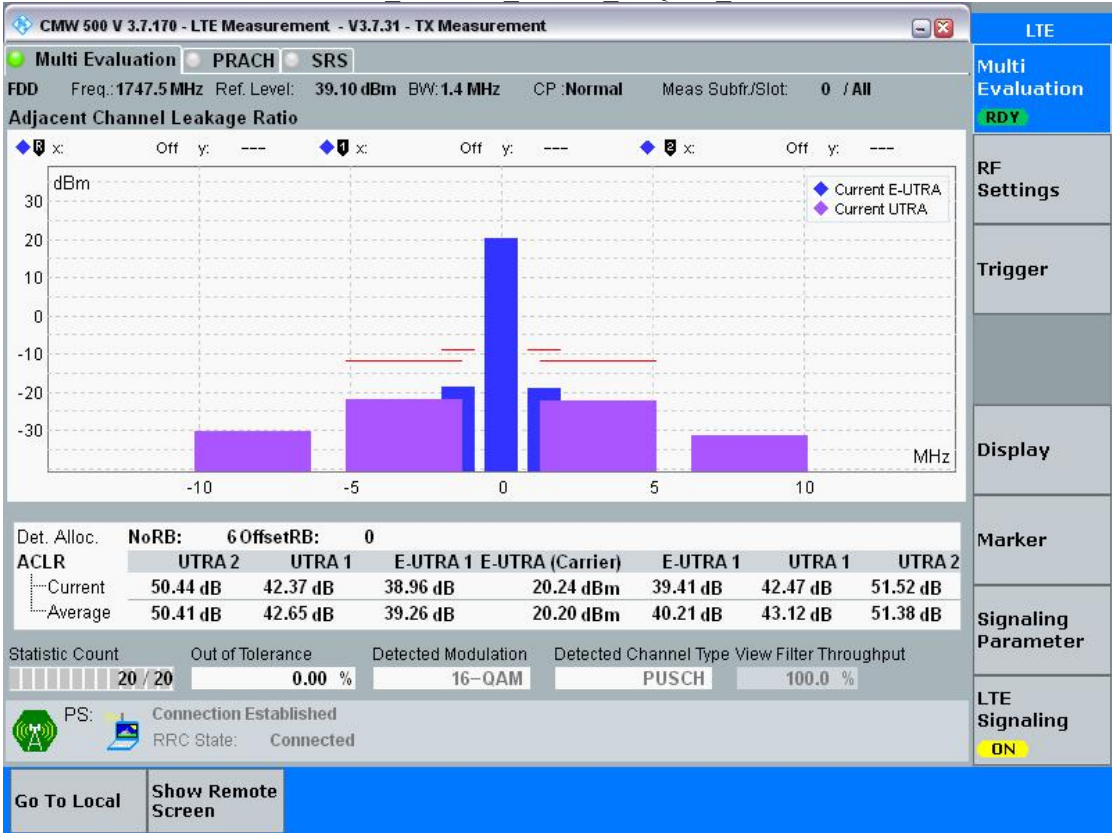 CMW 500 V 3.7.170 - LTE Measurement - V3.7.31 - TX Measurement
LTE
Multi Evaluation PRACH SRS
FDD Freq.: 1747.5 MHz Ref. Level: 39.10 dBm BW: 1.4 MHz CP : Normal Meas Subfr./Slot: 0 / All
Adjacent Channel Leakage Ratio
R x: Off y: --- 1 x: Off y: --- 2 x: Off y: ---
dBm
Current E-UTRA
Current UTRA
30
20
10
0
-10
-20
-30
MHz
-10 -5 0 5 10
Det. Alloc. NoRB: 6 OffsetRB: 0
ACLR UTRA 2 UTRA 1 E-UTRA 1 E-UTRA (Carrier) E-UTRA 1 UTRA 1 UTRA 2
Current 50.44 dB 42.37 dB 38.96 dB 20.24 dBm 39.41 dB 42.47 dB 51.52 dB
Average 50.41 dB 42.65 dB 39.26 dB 20.20 dBm 40.21 dB 43.12 dB 51.38 dB
Statistic Count Out of Tolerance Detected Modulation Detected Channel Type View Filter Throughput
20 / 20 0.00 % 16-QAM PUSCH 100.0 %
PS: Connection Established
RRC State: Connected
Multi
Evaluation
RDY
RF
Settings
Trigger
Display
Marker
Signaling
Parameter
LTE
Signaling
ON
Go To Local
Show Remote
Screen